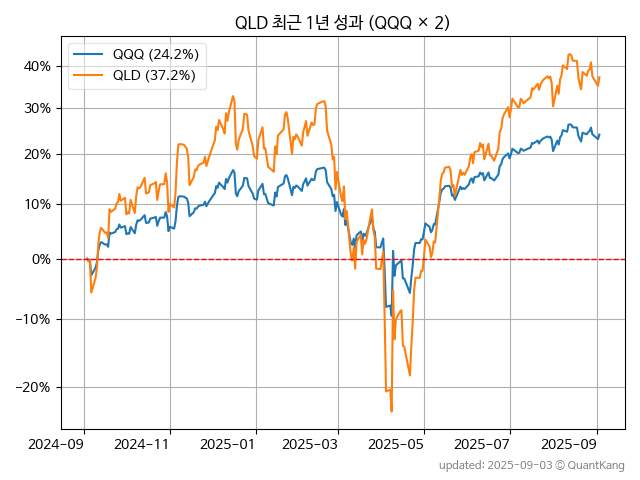 QLD 최근 1년 성과 (QQQ × 2)
QQQ (24.2%)
QLD (37.2%)
40%
30%
20%
10%
0%
−10%
−20%
2024-09 2024-11 2025-01 2025-03 2025-05 2025-07 2025-09
updated: 2025-09-03 © QuantKang